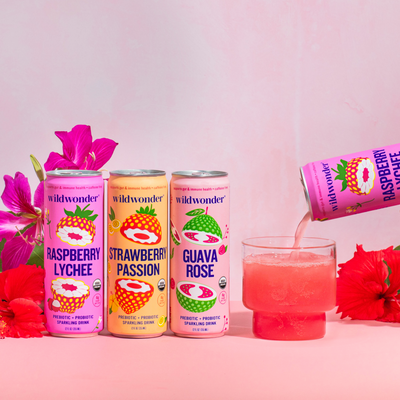 wildwonder
RASPBERRY
LYCHEE
PREBIOTIC + PROBIOTIC
SPARKLING DRINK
wildwonder
STRAWBERRY
PASSION
PREBIOTIC + PROBIOTIC
SPARKLING DRINK
wildwonder
GUAVA
ROSE
PREBIOTIC + PROBIOTIC
SPARKLING DRINK
wildwonder
RASPBERRY
LYCHEE